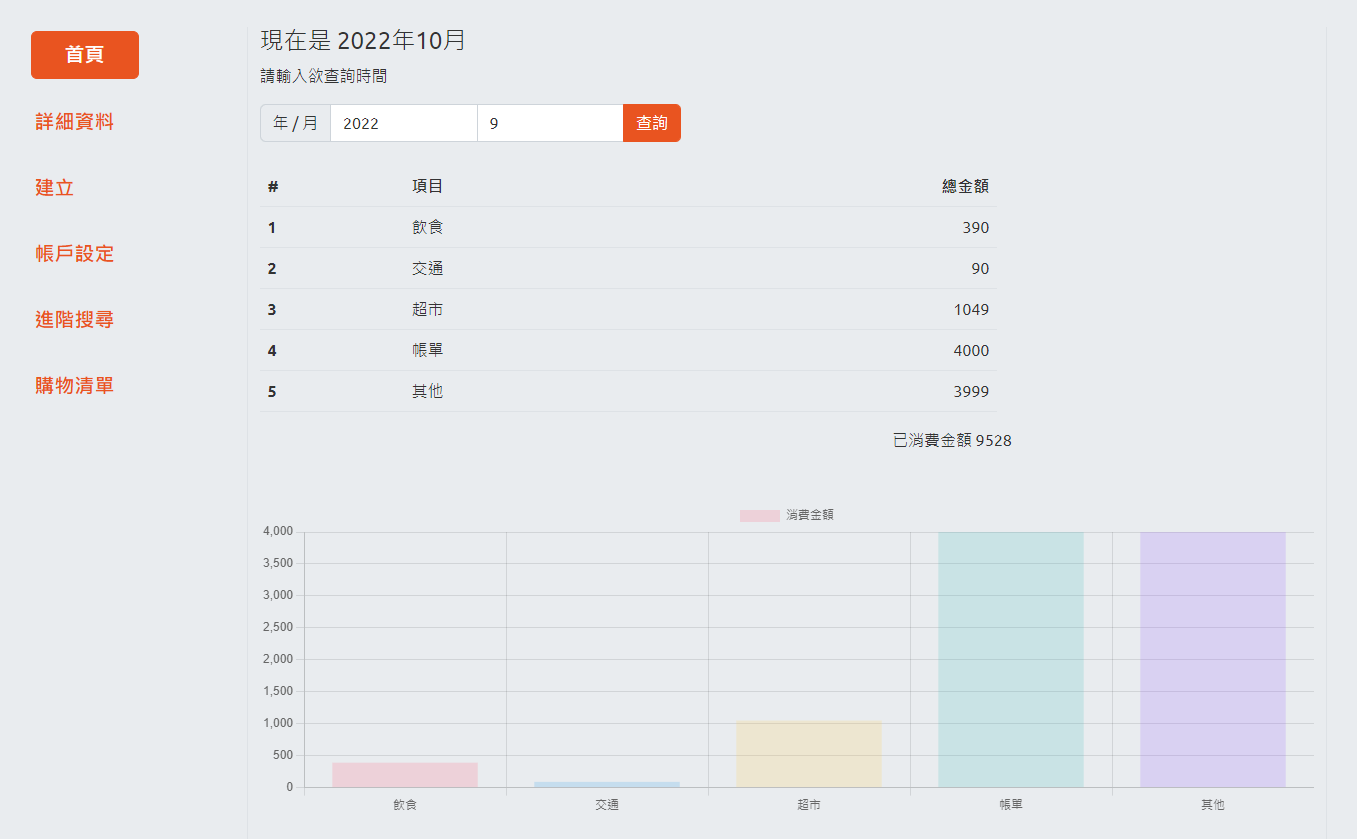 首頁
詳細資料
建立
帳戶設定
進階搜尋
購物清單
現在是 2022年10月
請輸入欲查詢時間
年 / 月 2022 9 查詢
# 項目 總金額
1 飲食 390
2 交通 90
3 超市 1049
4 帳單 4000
5 其他 3999
已消費金額 9528
消費金額
4,000
3,500
3,000
2,500
2,000
1,500
1,000
500
0
飲食 交通 超市 帳單 其他